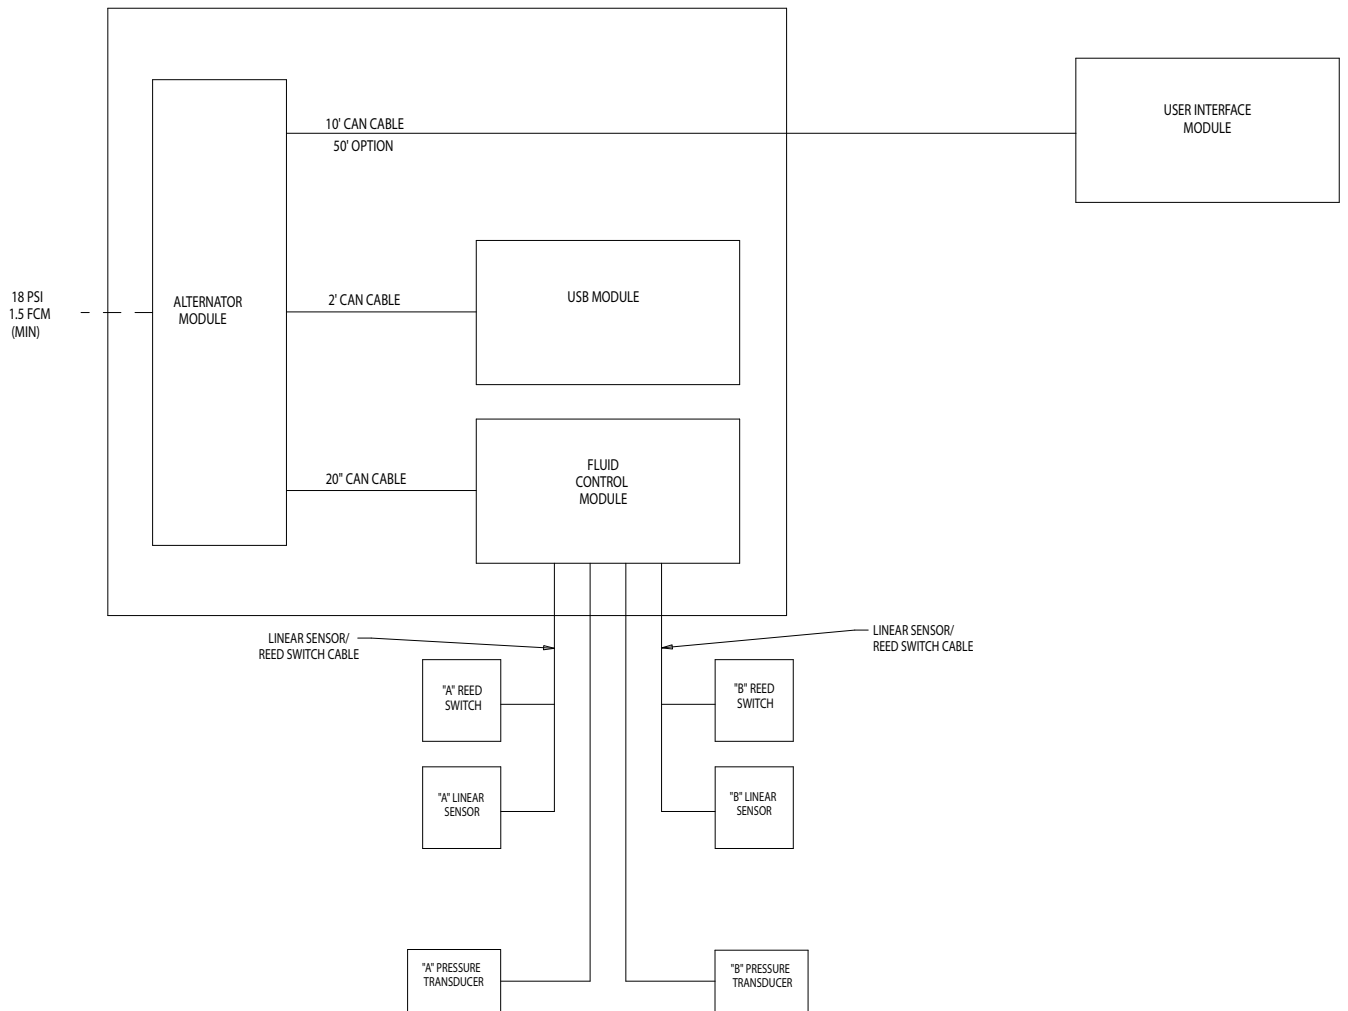 USER INTERFACE
MODULE
10' CAN CABLE
50' OPTION
18 PSI
1.5 FCM
(MIN)
ALTERNATOR
MODULE
2' CAN CABLE
USB MODULE
20" CAN CABLE
FLUID
CONTROL
MODULE
LINEAR SENSOR/
REED SWITCH CABLE
LINEAR SENSOR/
REED SWITCH CABLE
"A" REED
SWITCH
"B" REED
SWITCH
"A" LINEAR
SENSOR
"B" LINEAR
SENSOR
"A" PRESSURE
TRANSDUCER
"B" PRESSURE
TRANSDUCER